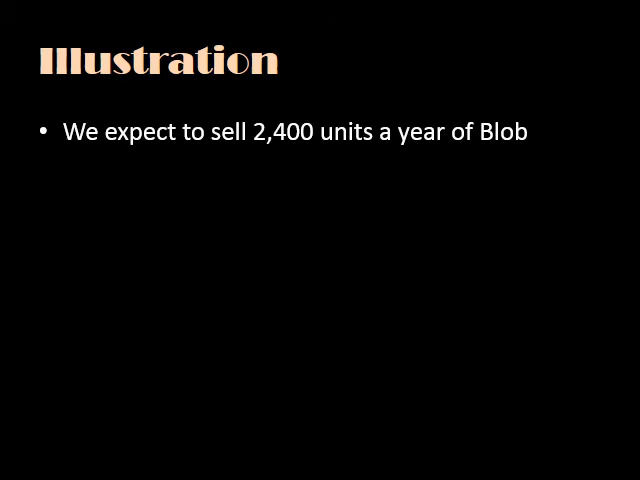 Illustration
• We expect to sell 2,400 units a year of Blob